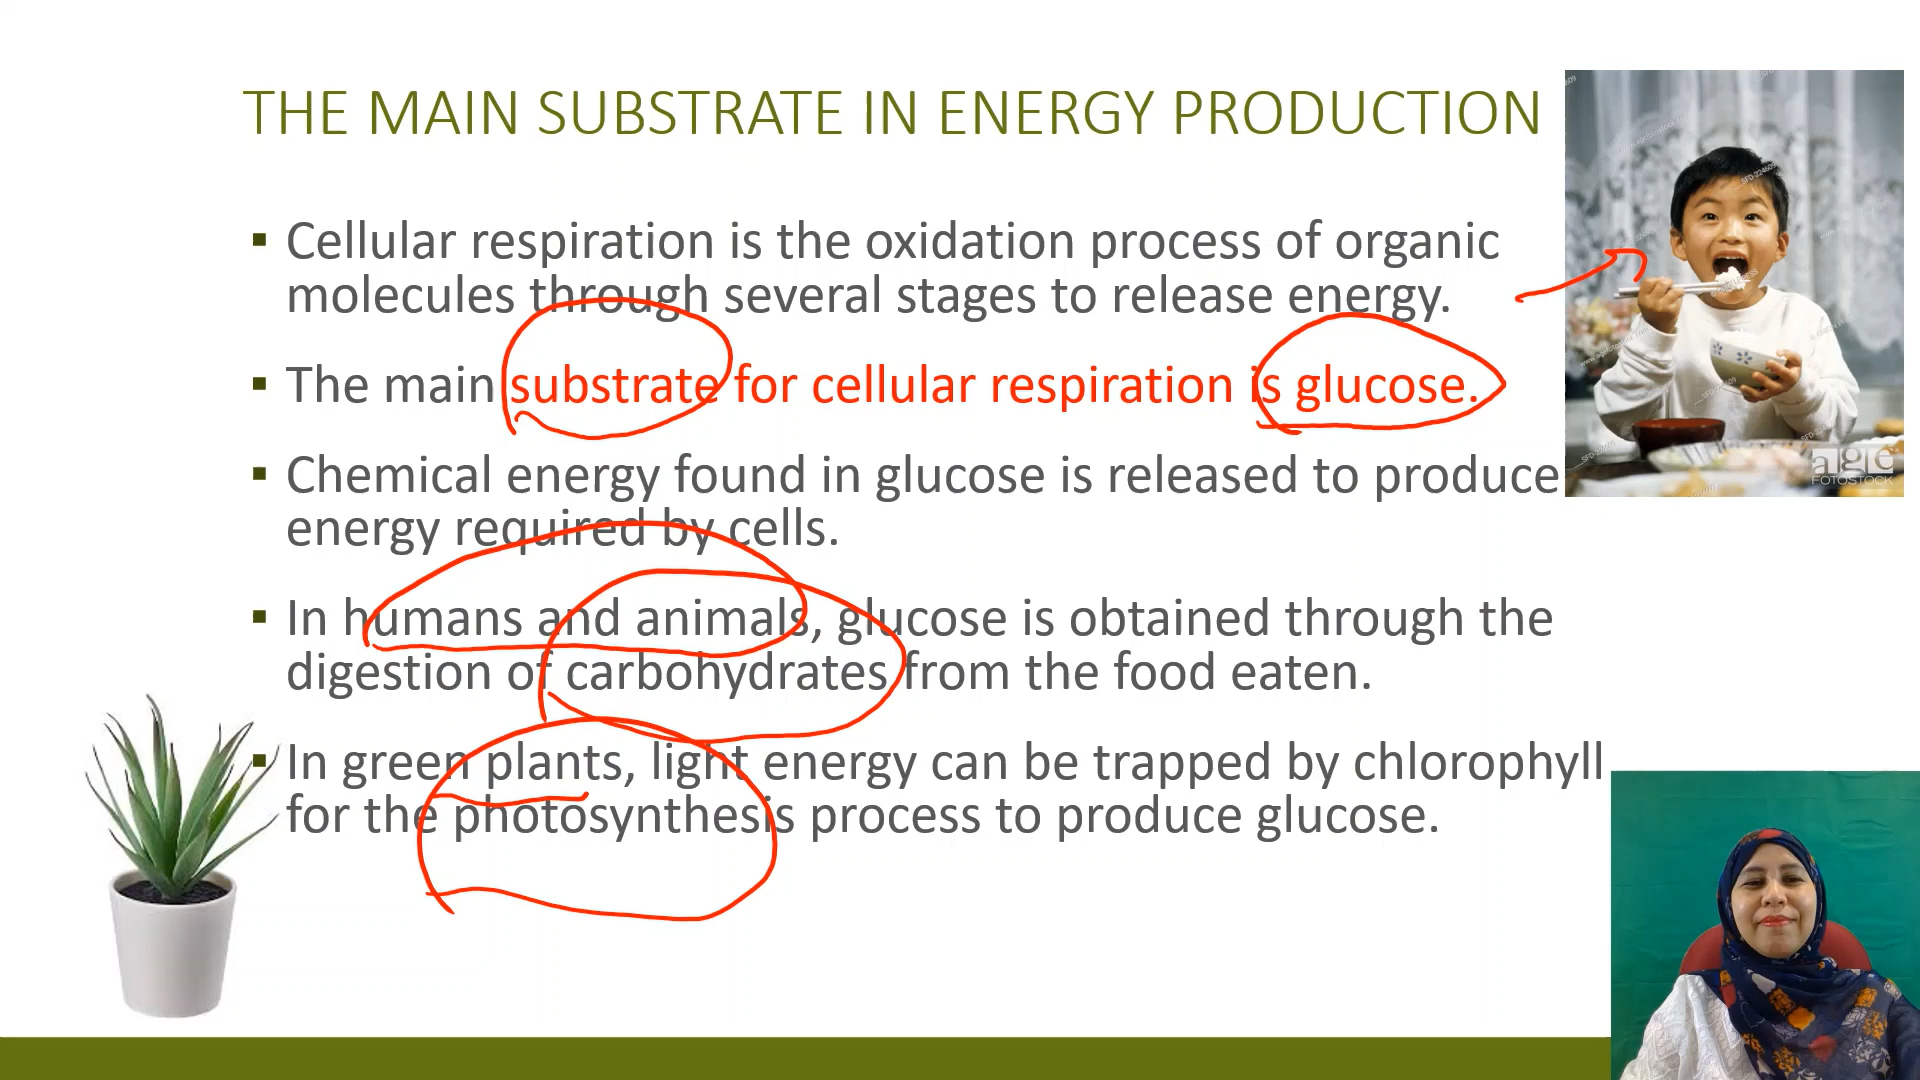 THE MAIN SUBSTRATE IN ENERGY PRODUCTION
▪ Cellular respiration is the oxidation process of organic
molecules through several stages to release energy.
▪ The main substrate for cellular respiration is glucose.
▪ Chemical energy found in glucose is released to produce
energy required by cells.
▪ In humans and animals, glucose is obtained through the
digestion of carbohydrates from the food eaten.
▪ In green plants, light energy can be trapped by chlorophyll
for the photosynthesis process to produce glucose.
age
FOTOSTOCK